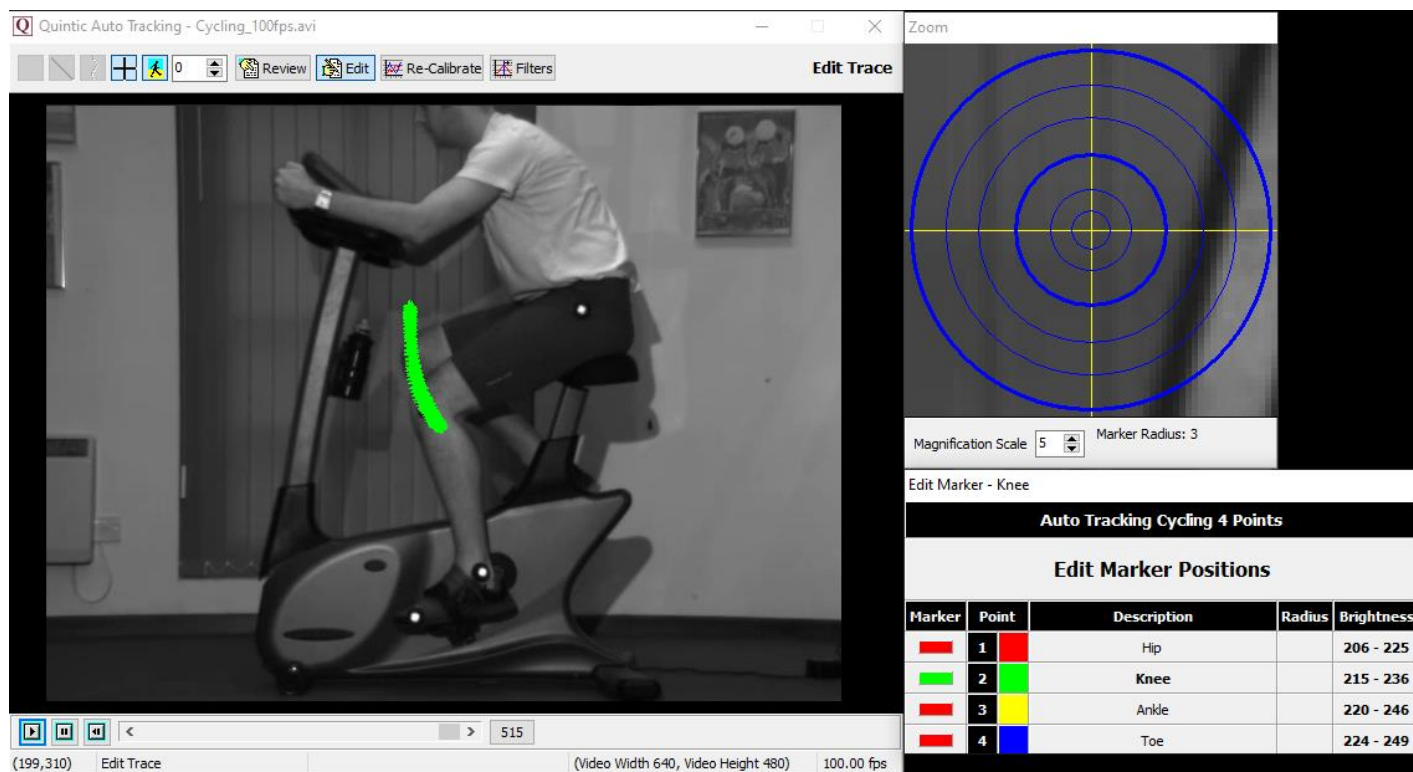 Q Quintic Auto Tracking - Cycling_100fps.avi
0 Review Edit Re-Calibrate Filters Edit Trace
515
(199,310) Edit Trace (Video Width 640, Video Height 480) 100.00 fps
Zoom
Magnification Scale 5 Marker Radius: 3
Edit Marker - Knee
Auto Tracking Cycling 4 Points
Edit Marker Positions
Marker Point Description Radius Brightness
1 Hip 206 - 225
2 Knee 215 - 236
3 Ankle 220 - 246
4 Toe 224 - 249